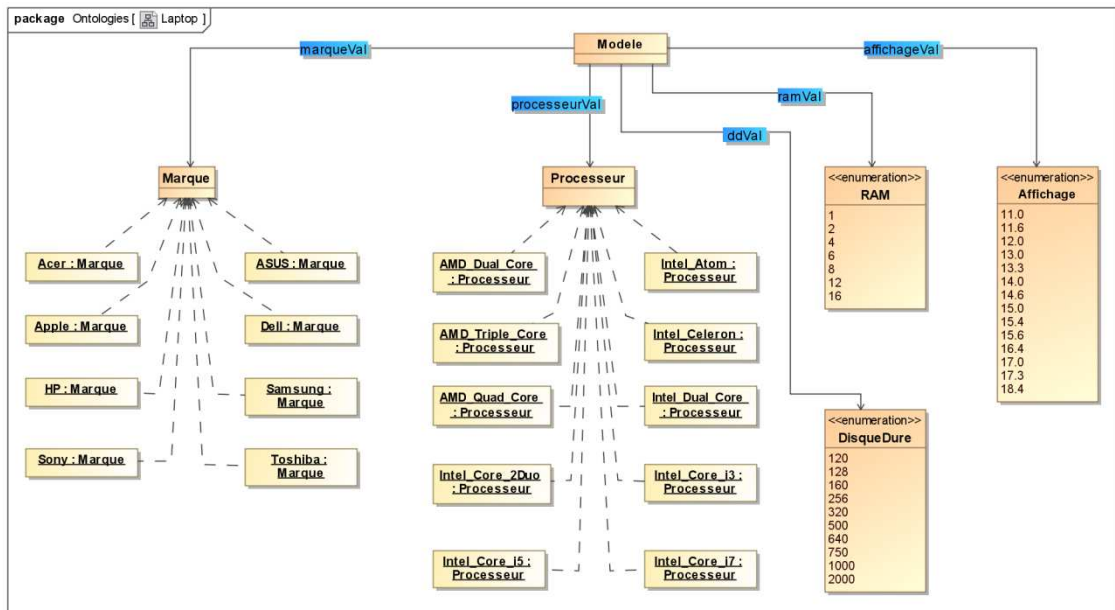 package Ontologies [ Laptop ]
Modele
marqueVal
affichageVal
processeurVal
ramVal
ddVal
Marque
Acer : Marque
ASUS : Marque
Apple : Marque
Dell : Marque
HP : Marque
Samsung :
Marque
Sony : Marque
Toshiba :
Marque
Processeur
AMD_Dual_Core
: Processeur
Intel_Atom :
Processeur
AMD_Triple_Core
: Processeur
Intel_Celeron :
Processeur
AMD_Quad_Core
: Processeur
Intel_Dual_Core
: Processeur
Intel_Core_2Duo
: Processeur
Intel_Core_i3 :
Processeur
Intel_Core_i5 :
Processeur
Intel_Core_i7 :
Processeur
<<enumeration>>
RAM
1
2
4
6
8
12
16
<<enumeration>>
Affichage
11.0
11.6
12.0
13.0
13.3
14.0
14.6
15.0
15.4
15.6
16.4
17.0
17.3
18.4
<<enumeration>>
DisqueDure
120
128
160
256
320
500
640
750
1000
2000